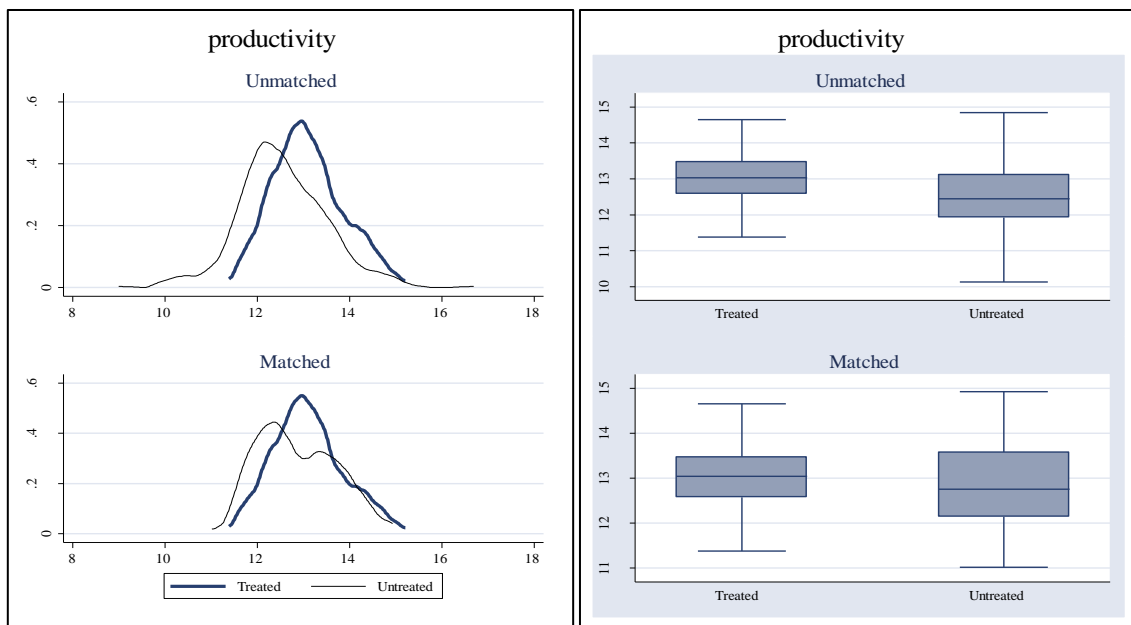 productivity
Unmatched
.6
.4
.2
0
8 10 12 14 16 18
Matched
.6
.4
.2
0
8 10 12 14 16 18
Treated Untreated
productivity
Unmatched
15
14
13
12
11
10
Treated Untreated
Matched
15
14
13
12
11
Treated Untreated